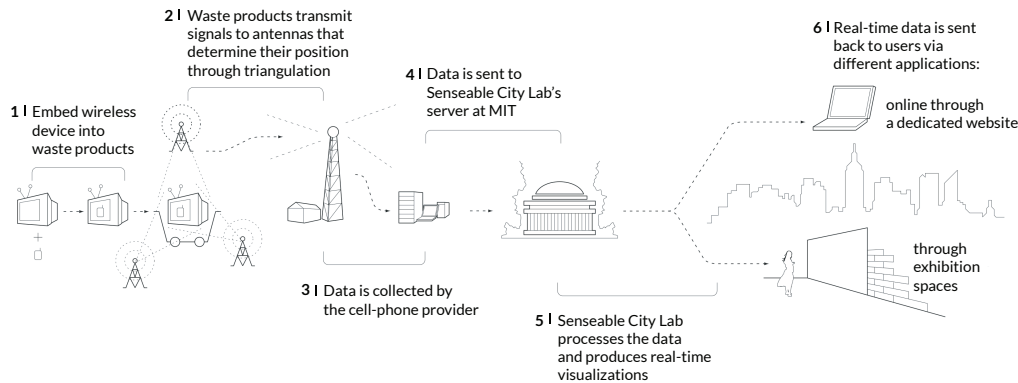 1 | Embed wireless
device into
waste products
2 | Waste products transmit
signals to antennas that
determine their position
through triangulation
3 | Data is collected by
the cell-phone provider
4 | Data is sent to
Senseable City Lab's
server at MIT
5 | Senseable City Lab
processes the data
and produces real-time
visualizations
6 | Real-time data is sent
back to users via
different applications:
online through
a dedicated website
through
exhibition
spaces